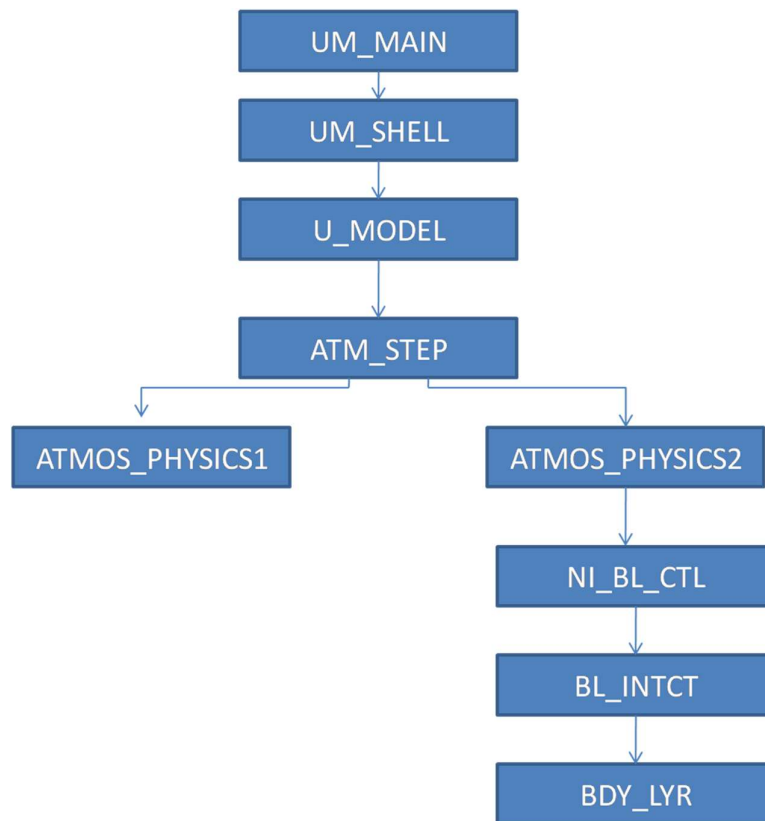 UM_MAIN
UM_SHELL
U_MODEL
ATM_STEP
ATMOS_PHYSICS1
ATMOS_PHYSICS2
NI_BL_CTL
BL_INTCT
BDY_LYR